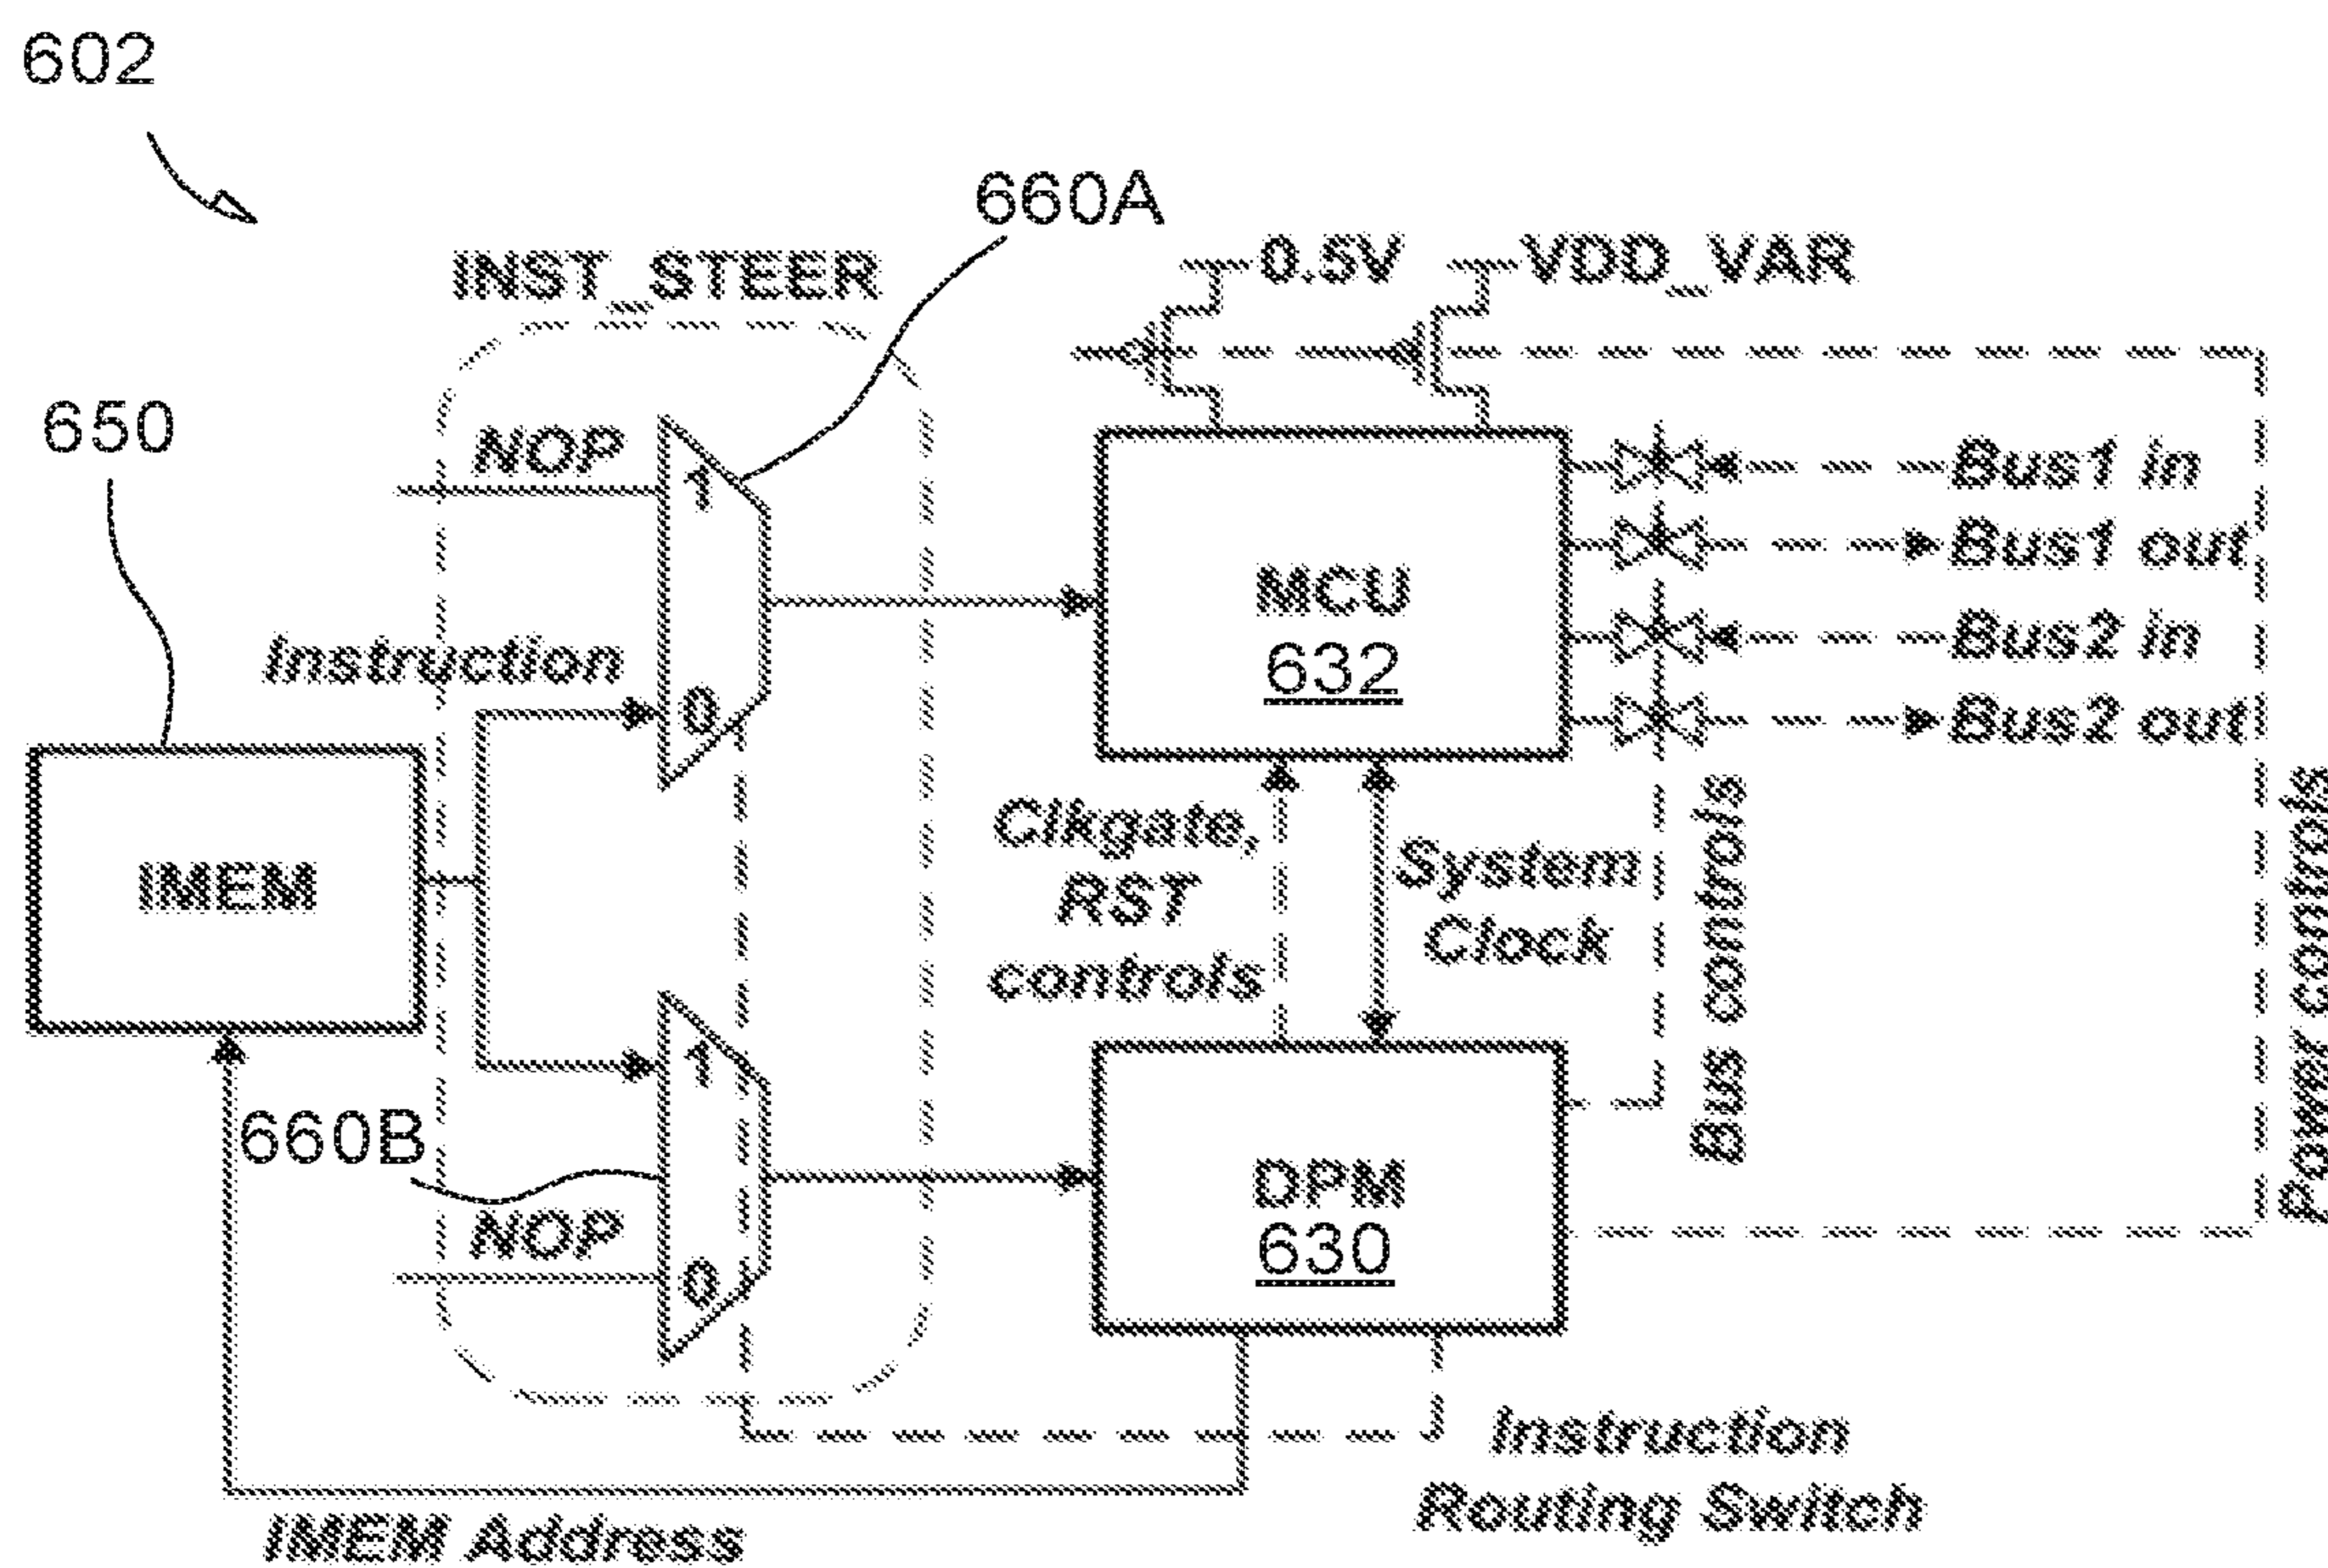 602
660A
INST_STEER
0.5V
VDD_VAR
650
NOP
1
Bus1 in
Bus1 out
MCU
632
Instruction
0
Bus2 in
Bus2 out
IMEM
Clkgate,
RST
controls
System
Clock
Bus controls
Power controls
1
660B
DPM
630
NOP
0
Instruction
Routing Switch
IMEM Address